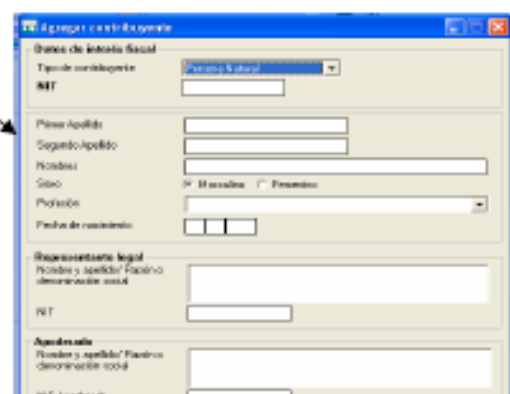 Agregar contribuyente
Datos de interés fiscal
Tipo de contribuyente Persona Natural
NIT
Primer Apellido
Segundo Apellido
Nombres
Sexo Masculino Femenino
Profesión
Fecha de nacimiento
Representante legal
Nombre y apellido/ Razón o
denominación social
NIT
Apoderado
Nombre y apellido/ Razón o
denominación social